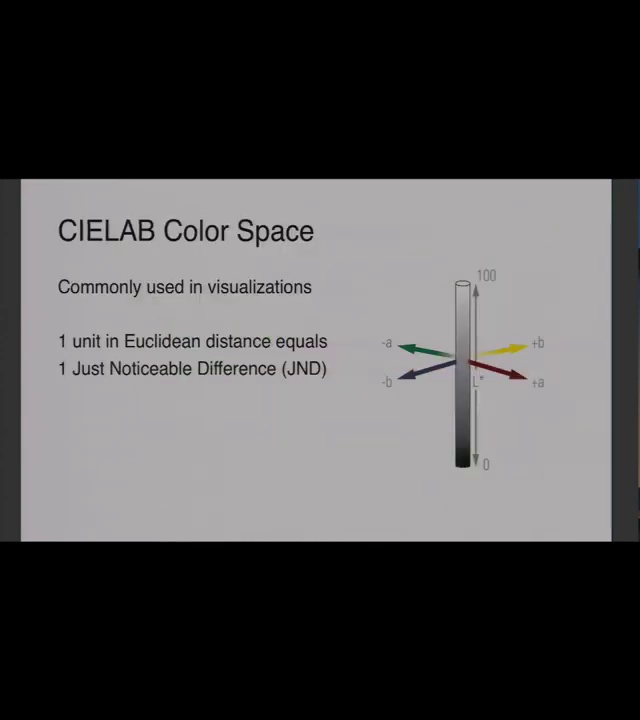 CIELAB Color Space
Commonly used in visualizations
1 unit in Euclidean distance equals
1 Just Noticeable Difference (JND)
100
-a
+b
-b
L*
+a
0